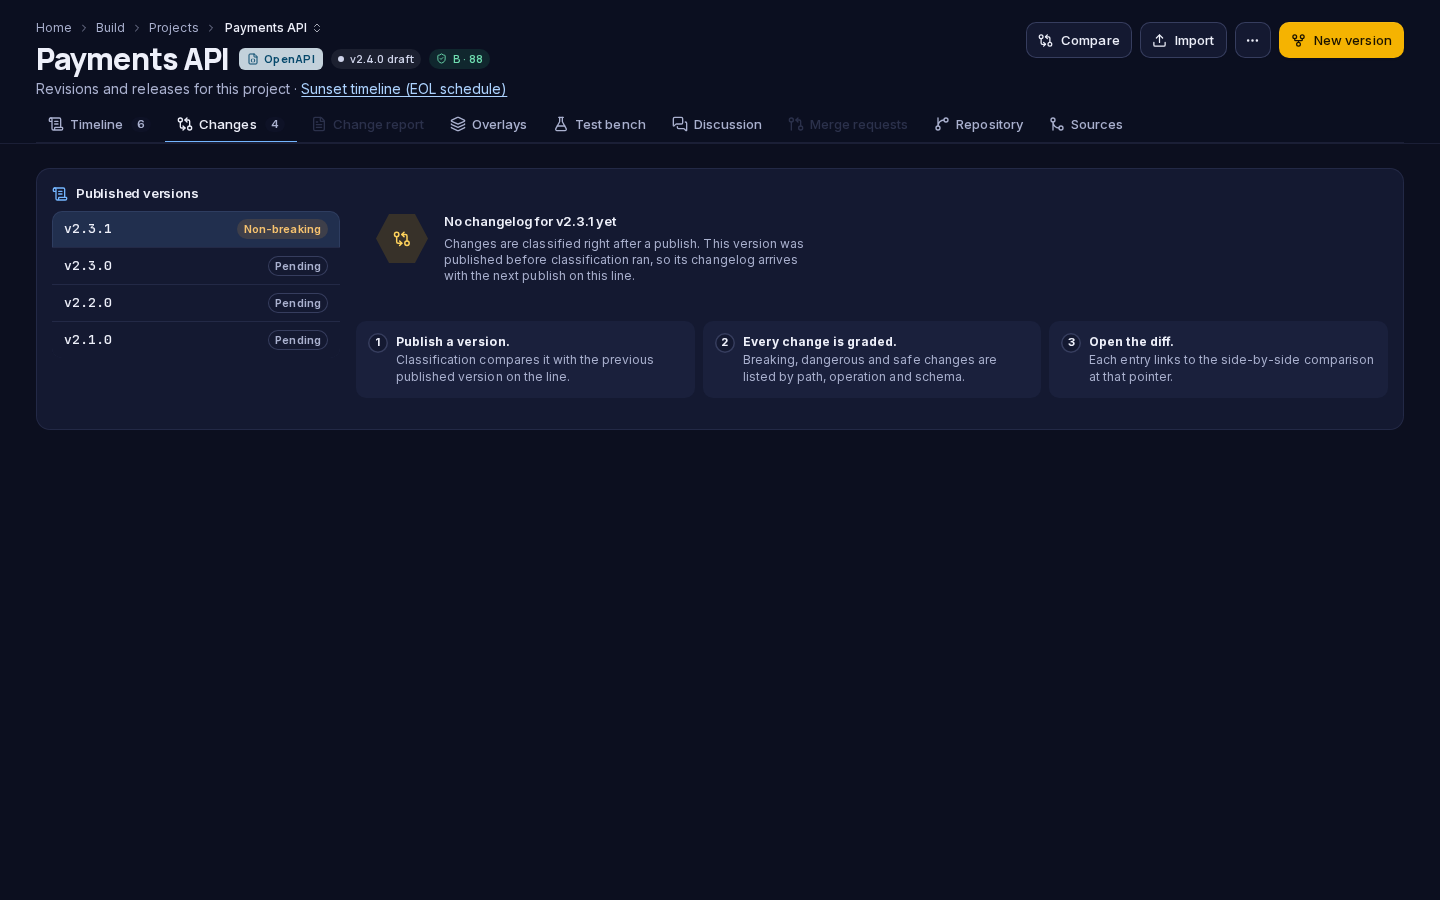 Home
Build
Projects
Payments API
Compare
Import
New version
Payments API
OpenAPI
v2.4.0 draft
B · 88
Revisions and releases for this project · Sunset timeline (EOL schedule)
Timeline 6
Changes 4
Change report
Overlays
Test bench
Discussion
Merge requests
Repository
Sources
Published versions
v2.3.1 Non-breaking
v2.3.0 Pending
v2.2.0 Pending
v2.1.0 Pending
No changelog for v2.3.1 yet
Changes are classified right after a publish. This version was
published before classification ran, so its changelog arrives
with the next publish on this line.
1 Publish a version.
Classification compares it with the previous
published version on the line.
2 Every change is graded.
Breaking, dangerous and safe changes are
listed by path, operation and schema.
3 Open the diff.
Each entry links to the side-by-side comparison
at that pointer.